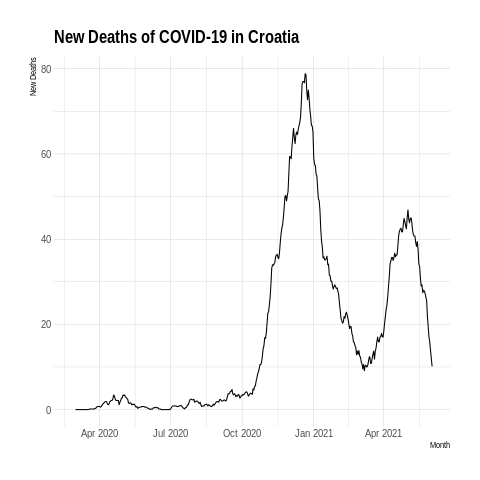 New Deaths of COVID-19 in Croatia
New Deaths
80
60
40
20
0
Apr 2020 Jul 2020 Oct 2020 Jan 2021 Apr 2021
Month